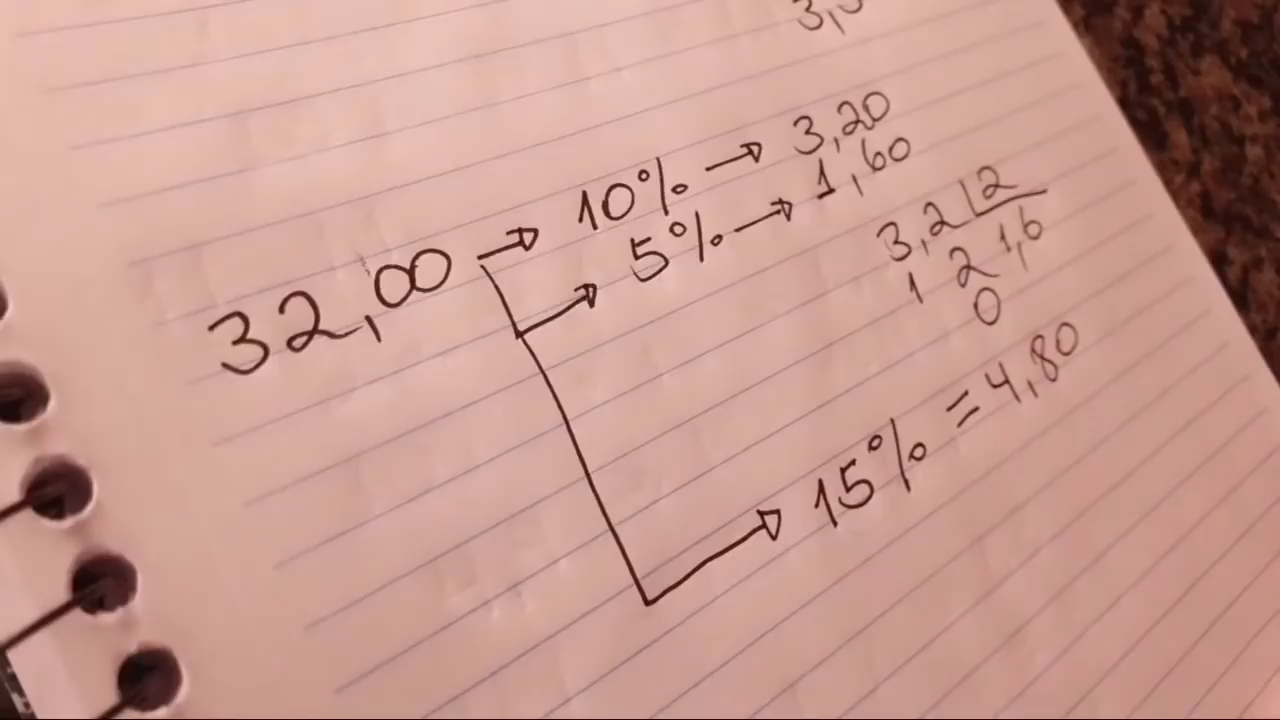 32,00 → 10% → 3,20
→ 5% → 1,60
3,2 | 2
1 2 1,6
0
→ 15% = 4,80